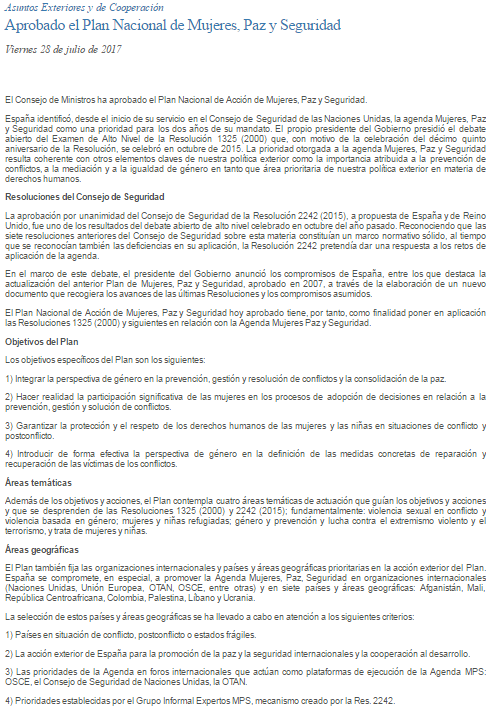 Asuntos Exteriores y de Cooperación
Aprobado el Plan Nacional de Mujeres, Paz y Seguridad
Viernes 28 de julio de 2017
El Consejo de Ministros ha aprobado el Plan Nacional de Acción de Mujeres, Paz y Seguridad.
España identificó, desde el inicio de su servicio en el Consejo de Seguridad de las Naciones Unidas, la agenda Mujeres, Paz
y Seguridad como una prioridad para los dos años de su mandato. El propio presidente del Gobierno presidió el debate
abierto del Examen de Alto Nivel de la Resolución 1325 (2000) que, con motivo de la celebración del décimo quinto
aniversario de la Resolución, se celebró en octubre de 2015. La prioridad otorgada a la agenda Mujeres, Paz y Seguridad
resulta coherente con otros elementos claves de nuestra política exterior como la importancia atribuida a la prevención de
conflictos, a la mediación y a la igualdad de género en tanto que área prioritaria de nuestra política exterior en materia de
derechos humanos.
Resoluciones del Consejo de Seguridad
La aprobación por unanimidad del Consejo de Seguridad de la Resolución 2242 (2015), a propuesta de España y de Reino
Unido, fue uno de los resultados del debate abierto de alto nivel celebrado en octubre del año pasado. Reconociendo que las
siete resoluciones anteriores del Consejo de Seguridad sobre esta materia constituían un marco normativo sólido, al tiempo
que se reconocían también las deficiencias en su aplicación, la Resolución 2242 pretendía dar una respuesta a los retos de
aplicación de la agenda.
En el marco de este debate, el presidente del Gobierno anunció los compromisos de España, entre los que destaca la
actualización del anterior Plan de Mujeres, Paz y Seguridad, aprobado en 2007, a través de la elaboración de un nuevo
documento que recogiera los avances de las últimas Resoluciones y los compromisos asumidos.
El Plan Nacional de Acción de Mujeres, Paz y Seguridad hoy aprobado tiene, por tanto, como finalidad poner en aplicación
las Resoluciones 1325 (2000) y siguientes en relación con la Agenda Mujeres Paz y Seguridad.
Objetivos del Plan
Los objetivos específicos del Plan son los siguientes:
1) Integrar la perspectiva de género en la prevención, gestión y resolución de conflictos y la consolidación de la paz.
2) Hacer realidad la participación significativa de las mujeres en los procesos de adopción de decisiones en relación a la
prevención, gestión y solución de conflictos.
3) Garantizar la protección y el respeto de los derechos humanos de las mujeres y las niñas en situaciones de conflicto y
postconflicto.
4) Introducir de forma efectiva la perspectiva de género en la definición de las medidas concretas de reparación y
recuperación de las víctimas de los conflictos.
Áreas temáticas
Además de los objetivos y acciones, el Plan contempla cuatro áreas temáticas de actuación que guían los objetivos y acciones
y que se desprenden de las Resoluciones 1325 (2000) y 2242 (2015); fundamentalmente: violencia sexual en conflicto y
violencia basada en género; mujeres y niñas refugiadas; género y prevención y lucha contra el extremismo violento y el
terrorismo, y trata de mujeres y niñas.
Áreas geográficas
El Plan también fija las organizaciones internacionales y países y áreas geográficas prioritarias en la acción exterior del Plan.
España se compromete, en especial, a promover la Agenda Mujeres, Paz, Seguridad en organizaciones internacionales
(Naciones Unidas, Unión Europea, OTAN, OSCE, entre otras) y en siete países y áreas geográficas: Afganistán, Mali,
República Centroafricana, Colombia, Palestina, Líbano y Ucrania.
La selección de estos países y áreas geográficas se ha llevado a cabo en atención a los siguientes criterios:
1) Países en situación de conflicto, postconflicto o estados frágiles.
2) La acción exterior de España para la promoción de la paz y la seguridad internacionales y la cooperación al desarrollo.
3) Las prioridades de la Agenda en foros internacionales que actúan como plataformas de ejecución de la Agenda MPS:
OSCE, el Consejo de Seguridad de Naciones Unidas, la OTAN.
4) Prioridades establecidas por el Grupo Informal Expertos MPS, mecanismo creado por la Res. 2242.